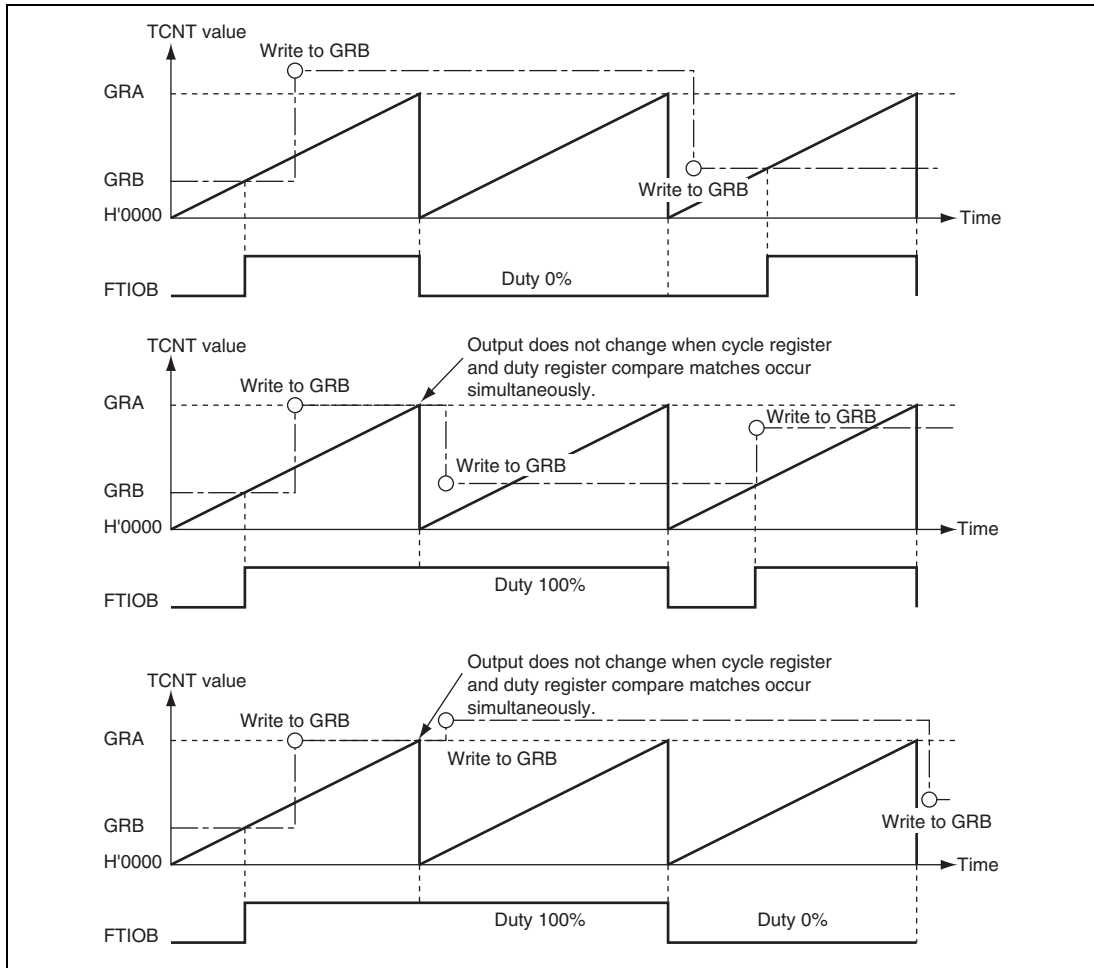 TCNT value
Write to GRB
GRA
GRB
Write to GRB
H'0000
Time
Duty 0%
FTIOB
TCNT value
Output does not change when cycle register
and duty register compare matches occur
simultaneously.
Write to GRB
GRA
Write to GRB
Write to GRB
GRB
H'0000
Time
Duty 100%
FTIOB
Output does not change when cycle register
and duty register compare matches occur
simultaneously.
TCNT value
Write to GRB
GRA
Write to GRB
GRB
Write to GRB
H'0000
Time
Duty 100%
Duty 0%
FTIOB